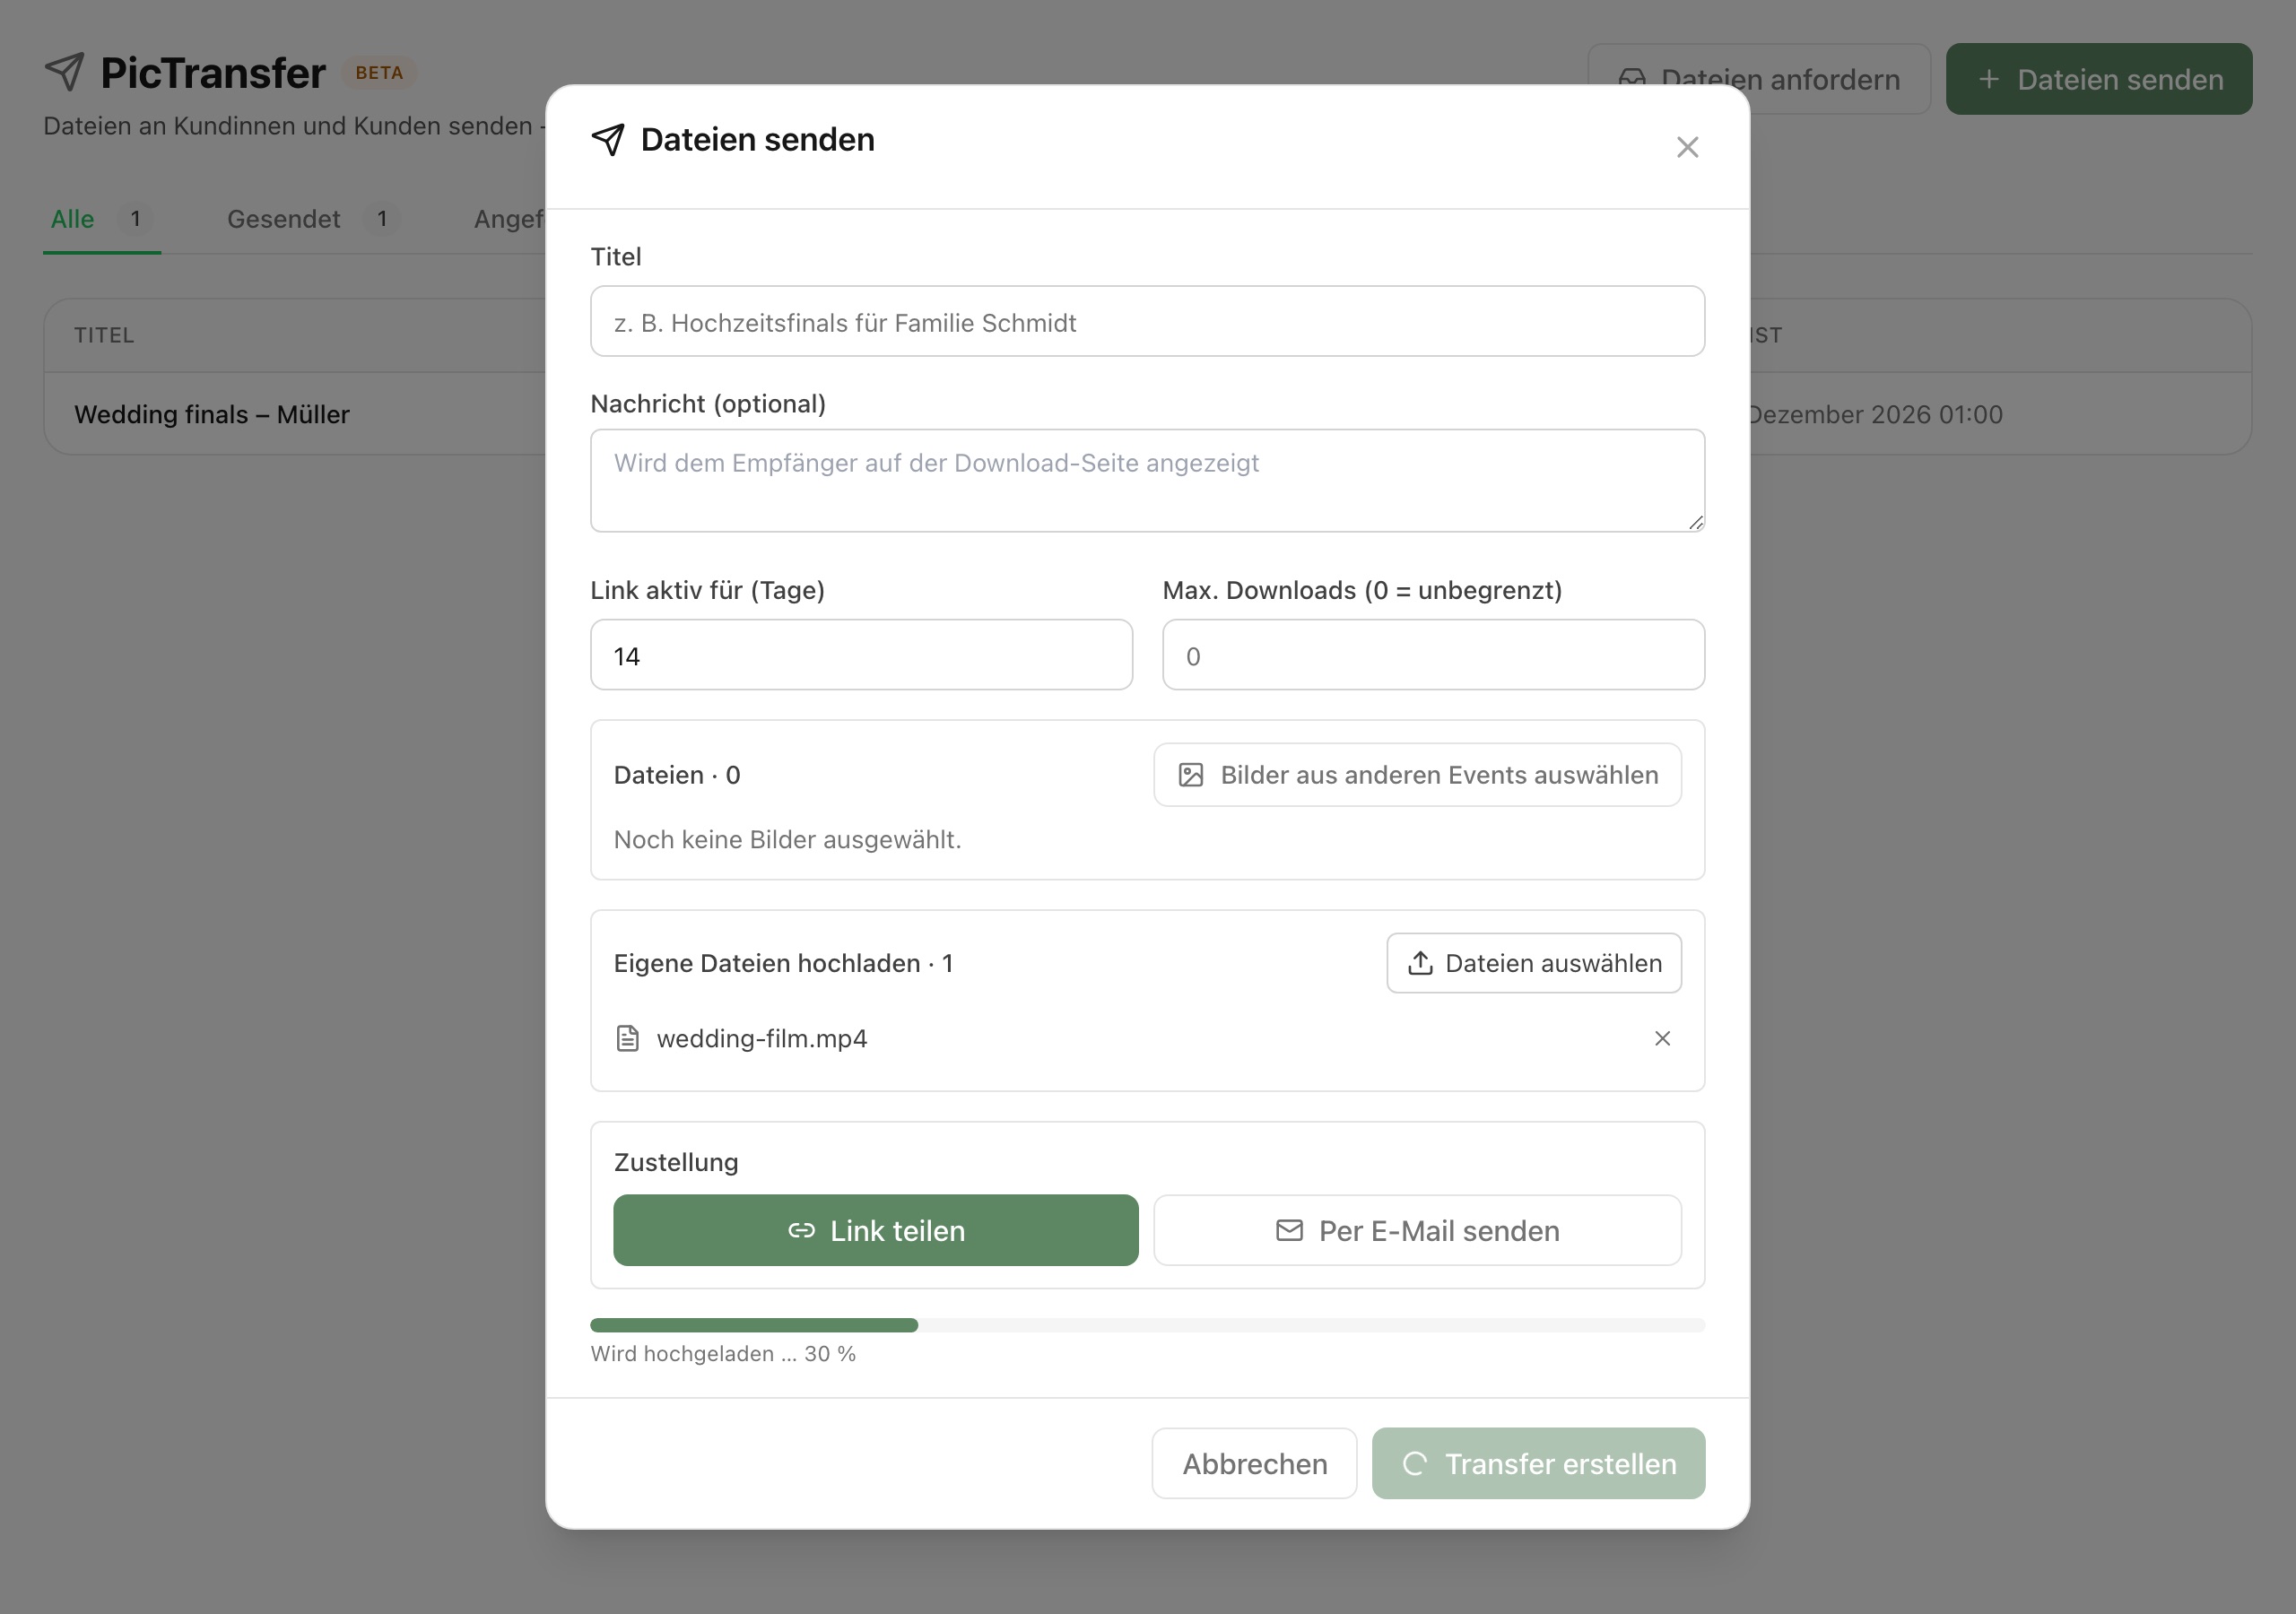 PicTransfer BETA
Dateien anfordern
+ Dateien senden
Dateien an Kundinnen und Kunden senden -
Alle 1 Gesendet 1
TITEL
Wedding finals – Müller
Dezember 2026 01:00
Dateien senden
Titel
z. B. Hochzeitsfinals für Familie Schmidt
Nachricht (optional)
Wird dem Empfänger auf der Download-Seite angezeigt
Link aktiv für (Tage) Max. Downloads (0 = unbegrenzt)
14 0
Dateien · 0 Bilder aus anderen Events auswählen
Noch keine Bilder ausgewählt.
Eigene Dateien hochladen · 1 Dateien auswählen
wedding-film.mp4
Zustellung
Link teilen Per E-Mail senden
Wird hochgeladen ... 30 %
Abbrechen Transfer erstellen